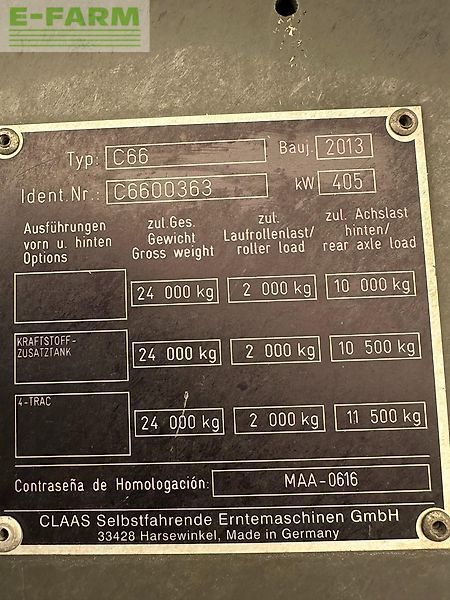 E-FARM
Typ: C66 Bauj. 2013
Ident.Nr.: C6600363 kW 405
Ausführungen
vorn u. hinten
Options
zul.Ges.
Gewicht
Gross weight
zul.
Laufrollenlast/
roller load
zul. Achslast
hinten/
rear axle load
24 000 kg 2 000 kg 10 000 kg
KRAFTSTOFF-
ZUSATZTANK
24 000 kg 2 000 kg 10 500 kg
4-TRAC
24 000 kg 2 000 kg 11 500 kg
Contraseña de Homologación: MAA-0616
CLAAS Selbstfahrende Erntemaschinen GmbH
33428 Harsewinkel, Made in Germany